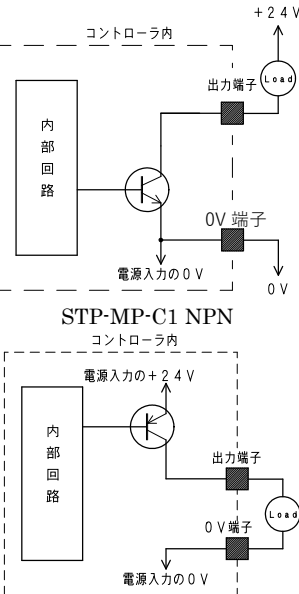 +24V
コントローラ内
Load
出力端子
内部回路
0V 端子
電源入力の0V
0V
STP-MP-C1 NPN
コントローラ内
電源入力の+24V
内部回路
出力端子
Load
0V端子
電源入力の0V